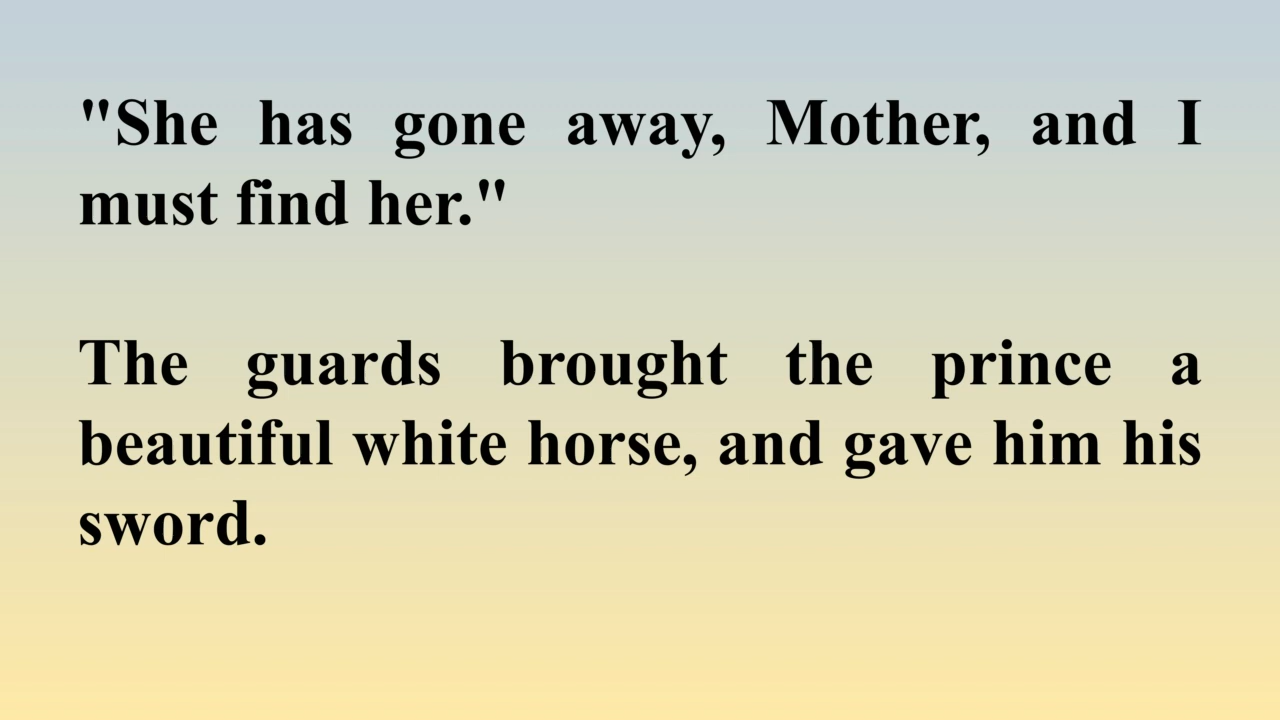 "She has gone away, Mother, and I
must find her."
The guards brought the prince a
beautiful white horse, and gave him his
sword.